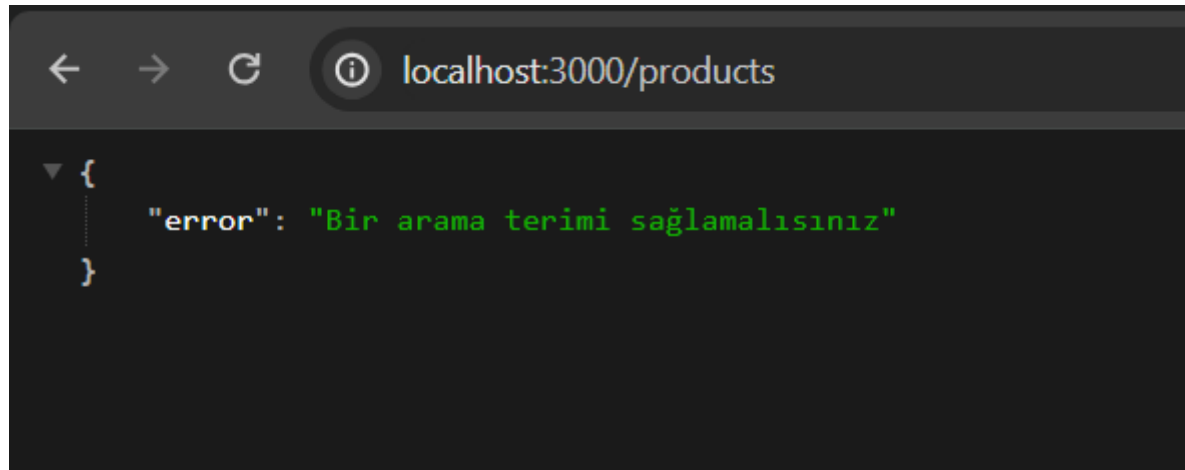 localhost:3000/products
{
"error": "Bir arama terimi sağlamalısınız"
}